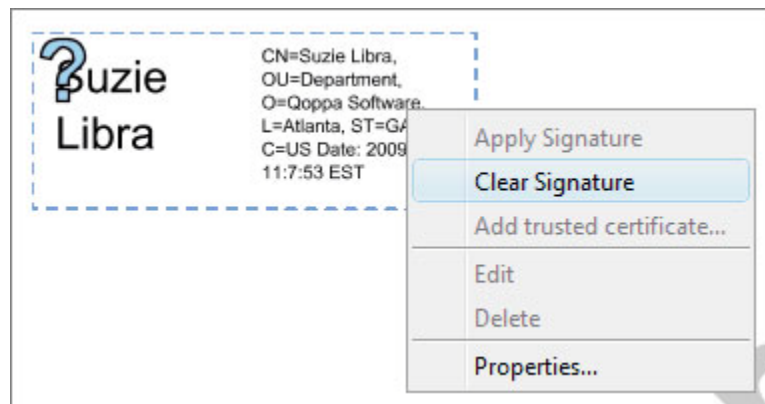 Suzie
Libra
CN=Suzie Libra,
OU=Department,
O=Qoppa Software,
L=Atlanta, ST=GA
C=US Date: 2009
11:7:53 EST
Apply Signature
Clear Signature
Add trusted certificate...
Edit
Delete
Properties...